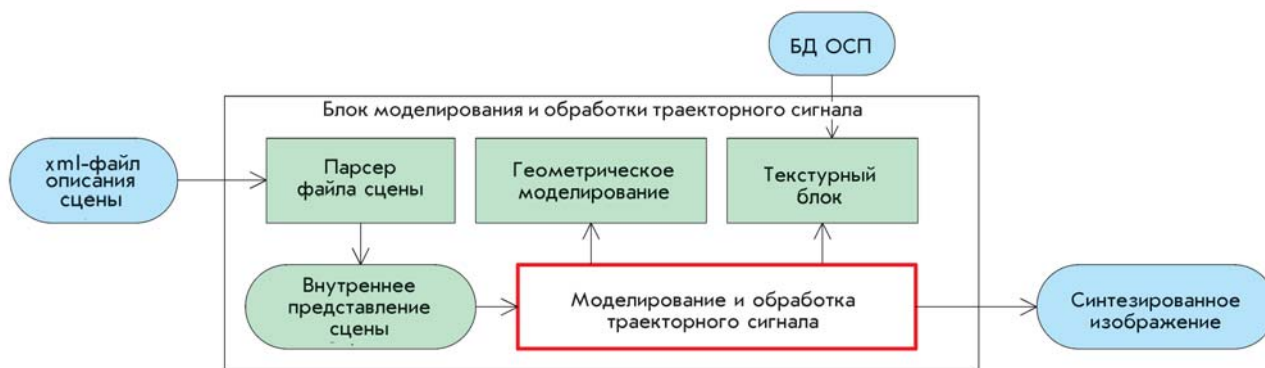 БД ОСП
Блок моделирования и обработки траекторного сигнала
xml-файл
описания
сцены
Парсер
файла сцены
Геометрическое
моделирование
Текстурный
блок
Внутреннее
представление
сцены
Моделирование и обработка
траекторного сигнала
Синтезированное
изображение